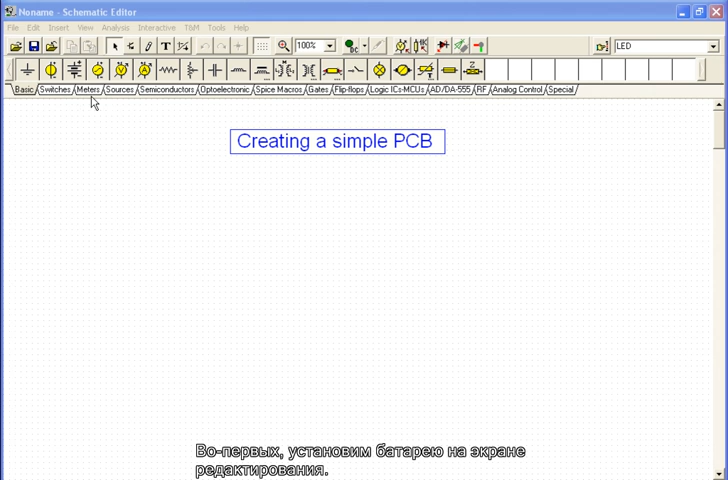 Noname - Schematic Editor
File Edit Insert View Analysis Interactive T&M Tools Help
100% DC LED
Basic Switches Meters Sources Semiconductors Optoelectronic Spice Macros Gates Flip-flops Logic ICs-MCUs AD/DA-555 RF Analog Control Special
Creating a simple PCB
Во-первых, установим батарею на экране
редактирования.